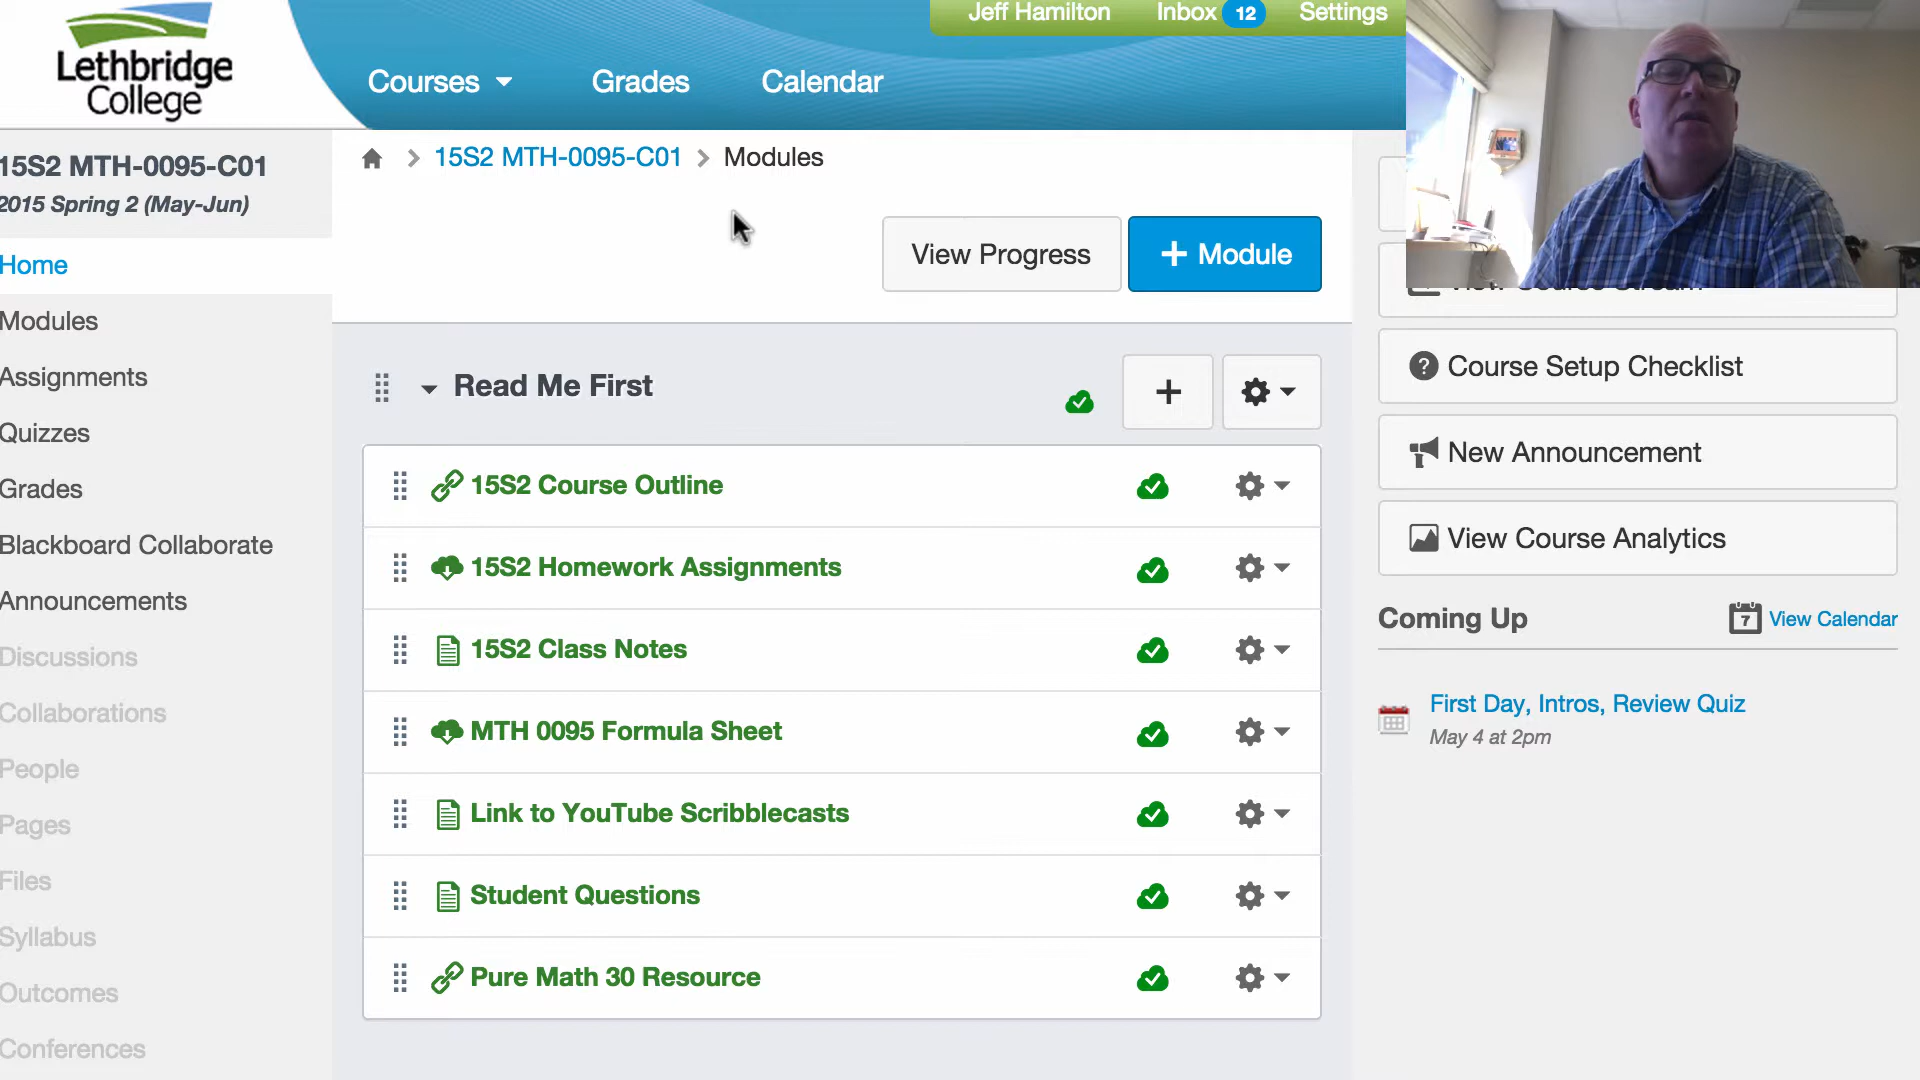 Jeff Hamilton Inbox 12 Settings
Lethbridge
College
Courses Grades Calendar
15S2 MTH-0095-C01
2015 Spring 2 (May-Jun)
15S2 MTH-0095-C01 > Modules
View Progress + Module
Home
Modules
Assignments
Quizzes
Grades
Blackboard Collaborate
Announcements
Discussions
Collaborations
People
Pages
Files
Syllabus
Outcomes
Conferences
Read Me First
15S2 Course Outline
15S2 Homework Assignments
15S2 Class Notes
MTH 0095 Formula Sheet
Link to YouTube Scribblecasts
Student Questions
Pure Math 30 Resource
Course Setup Checklist
New Announcement
View Course Analytics
Coming Up 7 View Calendar
First Day, Intros, Review Quiz
May 4 at 2pm